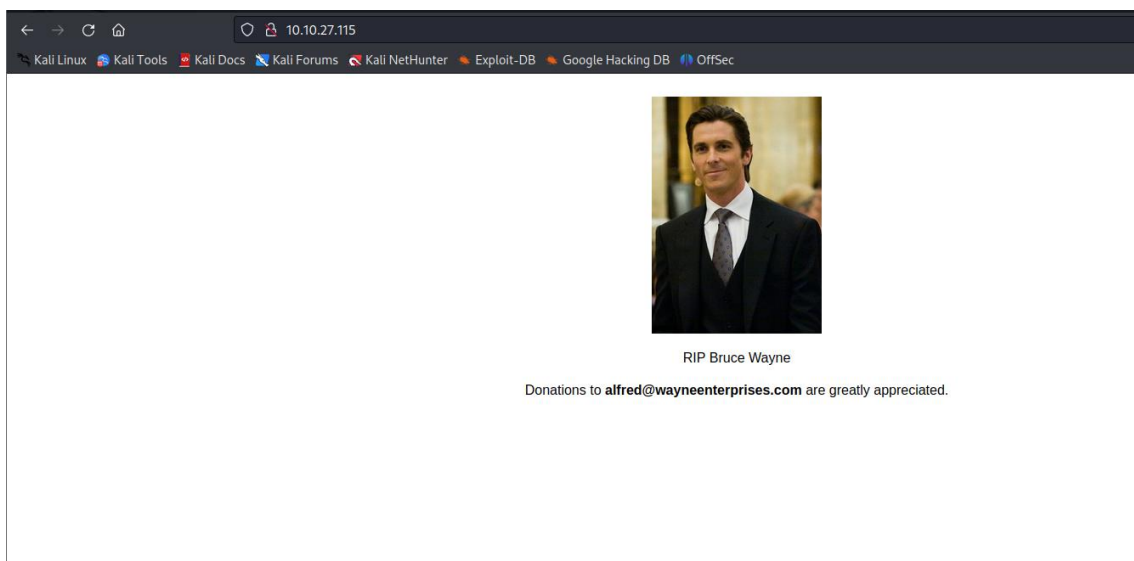 10.10.27.115
Kali Linux Kali Tools Kali Docs Kali Forums Kali NetHunter Exploit-DB Google Hacking DB OffSec
RIP Bruce Wayne
Donations to alfred@wayneenterprises.com are greatly appreciated.